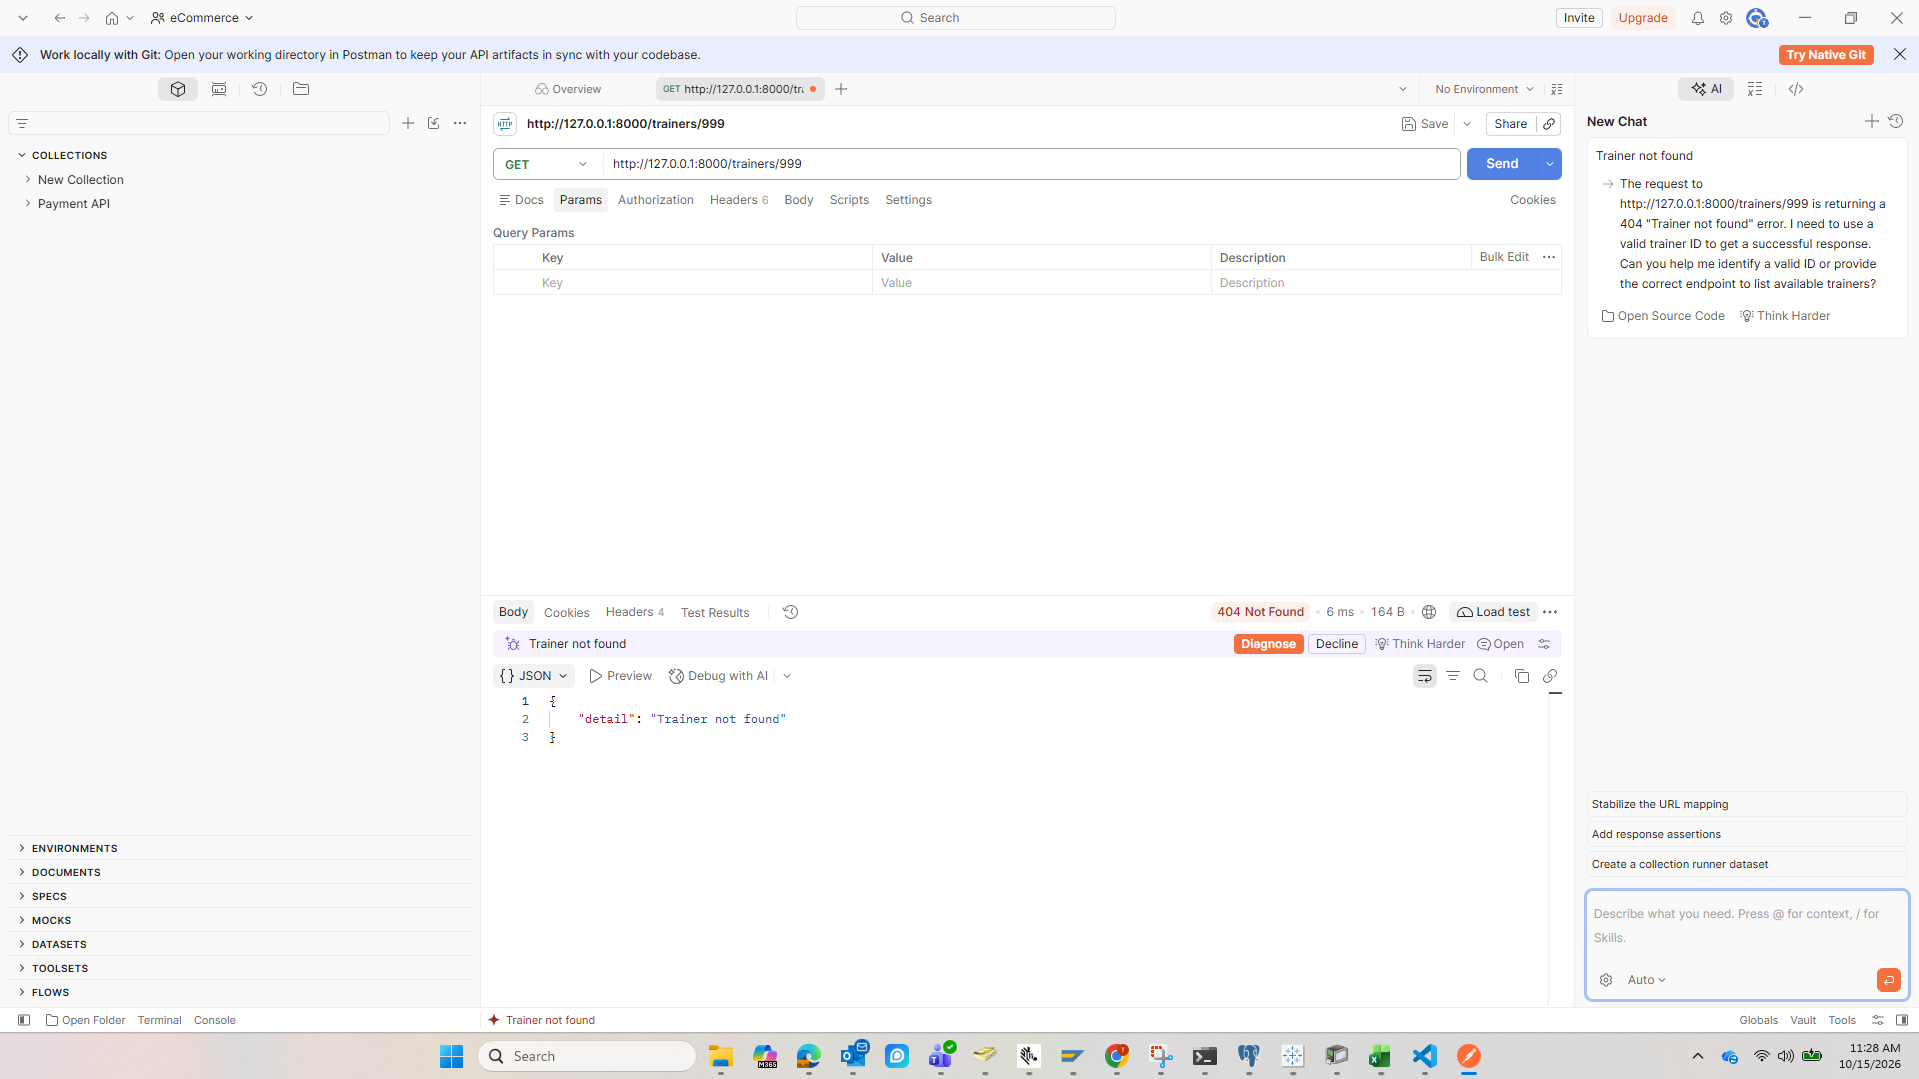 eCommerce
Search
Invite
Upgrade
Work locally with Git: Open your working directory in Postman to keep your API artifacts in sync with your codebase.
Try Native Git
Overview
GET http://127.0.0.1:8000/tra
No Environment
AI
http://127.0.0.1:8000/trainers/999
Save
Share
New Chat
COLLECTIONS
New Collection
Payment API
GET
http://127.0.0.1:8000/trainers/999
Send
Docs
Params
Authorization
Headers 6
Body
Scripts
Settings
Cookies
Query Params
Key
Value
Description
Bulk Edit
Key
Value
Description
Trainer not found
The request to
http://127.0.0.1:8000/trainers/999 is returning a
404 "Trainer not found" error. I need to use a
valid trainer ID to get a successful response.
Can you help me identify a valid ID or provide
the correct endpoint to list available trainers?
Open Source Code
Think Harder
Body
Cookies
Headers 4
Test Results
404 Not Found
6 ms
164 B
Load test
Trainer not found
Diagnose
Decline
Think Harder
Open
{} JSON
Preview
Debug with AI
1 {
2 "detail": "Trainer not found"
3 }
ENVIRONMENTS
DOCUMENTS
SPECS
MOCKS
DATASETS
TOOLSETS
FLOWS
Stabilize the URL mapping
Add response assertions
Create a collection runner dataset
Describe what you need. Press @ for context, / for
Skills.
Auto
Open Folder
Terminal
Console
Trainer not found
Globals
Vault
Tools
Search
M365
11:28 AM
10/15/2026